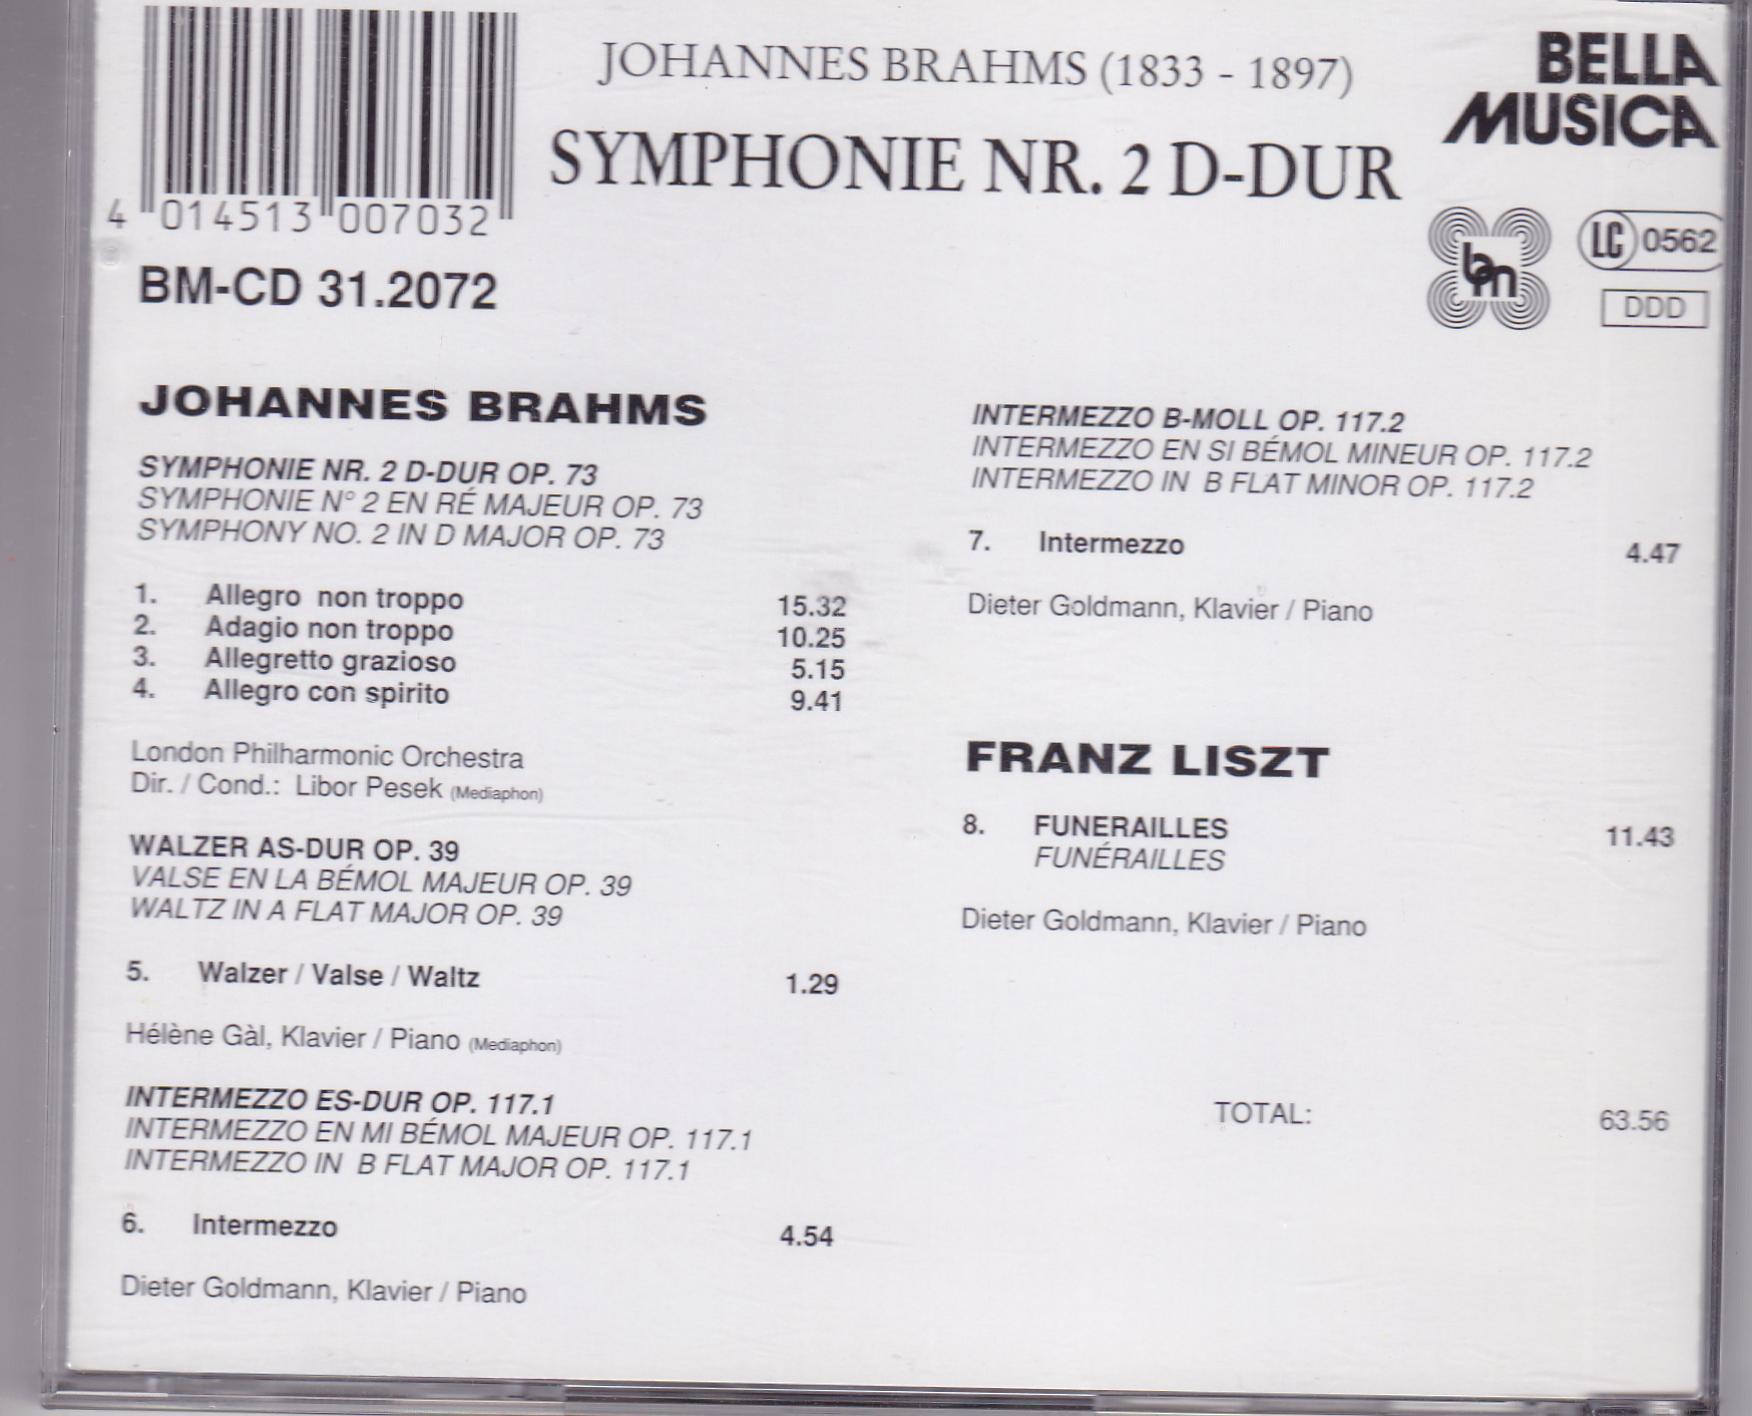 JOHANNES BRAHMS (1833 - 1897)
SYMPHONIE NR. 2 D-DUR
BELLA
MUSICA
4 014513 007032
BM-CD 31.2072
bm
LC 0562
DDD
JOHANNES BRAHMS
SYMPHONIE NR. 2 D-DUR OP. 73
SYMPHONIE N° 2 EN RÉ MAJEUR OP. 73
SYMPHONY NO. 2 IN D MAJOR OP. 73
1. Allegro non troppo 15.32
2. Adagio non troppo 10.25
3. Allegretto grazioso 5.15
4. Allegro con spirito 9.41
London Philharmonic Orchestra
Dir. / Cond.: Libor Pesek (Mediaphon)
WALZER AS-DUR OP. 39
VALSE EN LA BÉMOL MAJEUR OP. 39
WALTZ IN A FLAT MAJOR OP. 39
5. Walzer / Valse / Waltz 1.29
Hélène Gàl, Klavier / Piano (Mediaphon)
INTERMEZZO ES-DUR OP. 117.1
INTERMEZZO EN MI BÉMOL MAJEUR OP. 117.1
INTERMEZZO IN B FLAT MAJOR OP. 117.1
6. Intermezzo 4.54
Dieter Goldmann, Klavier / Piano
INTERMEZZO B-MOLL OP. 117.2
INTERMEZZO EN SI BÉMOL MINEUR OP. 117.2
INTERMEZZO IN B FLAT MINOR OP. 117.2
7. Intermezzo 4.47
Dieter Goldmann, Klavier / Piano
FRANZ LISZT
8. FUNERAILLES 11.43
FUNÉRAILLES
Dieter Goldmann, Klavier / Piano
TOTAL: 63.56